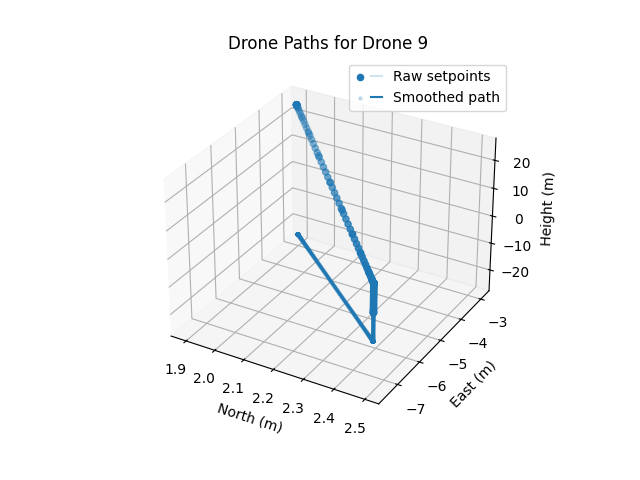 Drone Paths for Drone 9
Raw setpoints
Smoothed path
20
10
0
−10
−20
Height (m)
−3
−4
−5
−6
−7
East (m)
1.9
2.0
2.1
2.2
2.3
2.4
2.5
North (m)